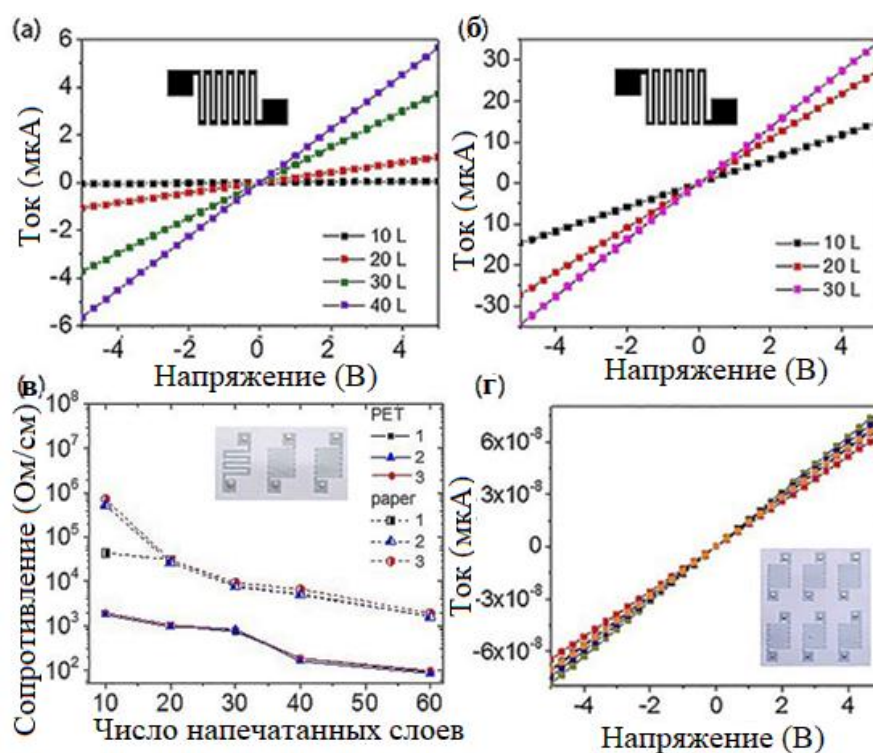 (а)
Ток (мкА)
6
4
2
0
-2
-4
-6
-4
-2
0
2
4
Напряжение (В)
10 L
20 L
30 L
40 L
(б)
Ток (мкА)
30
20
10
0
10
-20
-30
-4
-2
0
2
4
Напряжение (В)
10 L
20 L
30 L
(в)
Сопротивление (Ом/см)
10⁸
10⁷
10⁶
10⁵
10⁴
10³
10²
10
20
30
40
50
60
Число напечатанных слоев
PET
1
2
3
paper
1
2
3
(г)
Ток (мкА)
6x10⁻⁸
3x10⁻⁸
0
-3x10⁻⁸
-6x10⁻⁸
-4
-2
0
2
4
Напряжение (В)